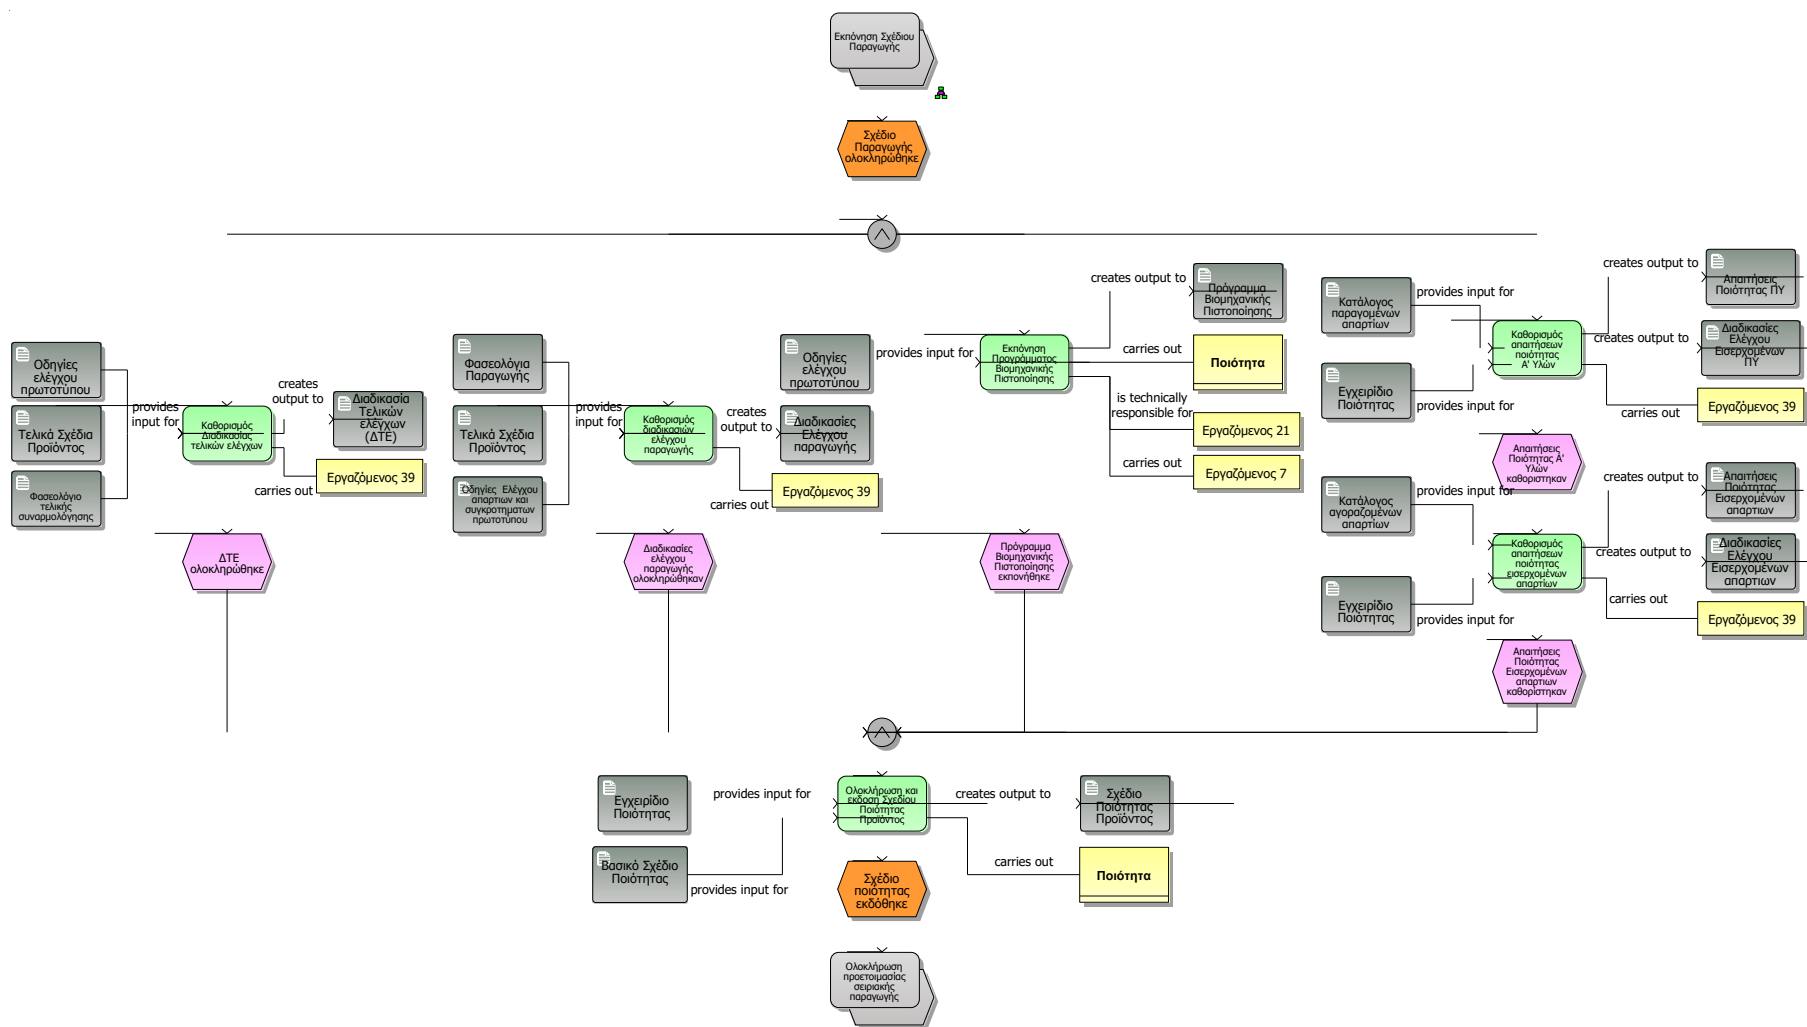 Εκπόνηση Σχέδιου
Παραγωγής
Σχέδιο
Παραγωγής
ολοκληρώθηκε
Οδηγίες
ελέγχου
πρωτοτύπου
Τελικά Σχέδια
Προϊόντος
Φασεολόγιο
τελικής
συναρμολόγησης
provides
input for
Καθορισμός
Διαδικασίας
τελικών ελέγχων
creates
output to
Διαδικασία
Τελικών
ελέγχων
(ΔΤΕ)
carries out
Εργαζόμενος 39
ΔΤΕ
ολοκληρώθηκε
Φασεολόγια
Παραγωγής
Τελικά Σχέδια
Προϊόντος
Οδηγίες Ελέγχου
απαρτιων και
συγκροτηματων
πρωτοτύπου
provides
input for
Καθορισμός
διαδικασιών
ελέγχου
παραγωγής
creates
output to
Διαδικασίες
Ελέγχου
παραγωγής
carries out
Εργαζόμενος 39
Διαδικασίες
ελέγχου
παραγωγής
ολοκληρώθηκαν
Οδηγίες
ελέγχου
πρωτοτύπου
provides input for
Εκπόνηση
Προγράμματος
Βιομηχανικής
Πιστοποίησης
creates output to
Πρόγραμμα
Βιομηχανικής
Πιστοποίησης
carries out
Ποιότητα
is technically
responsible for
Εργαζόμενος 21
carries out
Εργαζόμενος 7
Πρόγραμμα
Βιομηχανικής
Πιστοποίησης
εκπονήθηκε
Κατάλογος
παραγομένων
απαρτίων
provides input for
Εγχειρίδιο
Ποιότητας
provides input for
Καθορισμός
απαιτήσεων
ποιότητας
Α' Υλών
creates output to
Απαιτήσεις
Ποιότητας ΠΥ
creates output to
Διαδικασίες
Ελέγχου
Εισερχομένων
ΠΥ
carries out
Εργαζόμενος 39
Απαιτήσεις
Ποιότητας Α'
Υλών
καθοριστηκαν
Κατάλογος
αγοραζομένων
απαρτίων
provides input for
Εγχειρίδιο
Ποιότητας
provides input for
Καθορισμός
απαιτήσεων
ποιότητας
εισερχομένων
απαρτίων
creates output to
Απαιτήσεις
Ποιότητας
Εισερχομένων
απαρτιων
creates output to
Διαδικασίες
Ελέγχου
Εισερχομένων
απαρτιων
carries out
Εργαζόμενος 39
Απαιτήσεις
Ποιότητας
Εισερχομένων
απαρτιων
καθορίστηκαν
Εγχειρίδιο
Ποιότητας
provides input for
Βασικό Σχέδιο
Ποιότητας
provides input for
Ολοκλήρωση και
εκδοση Σχεδίου
Ποιότητας
Προϊόντος
creates output to
Σχέδιο
Ποιότητας
Προϊόντος
carries out
Ποιότητα
Σχέδιο
ποιότητας
εκδόθηκε
Ολοκλήρωση
προετοιμασίας
σειριακής
παραγωγής